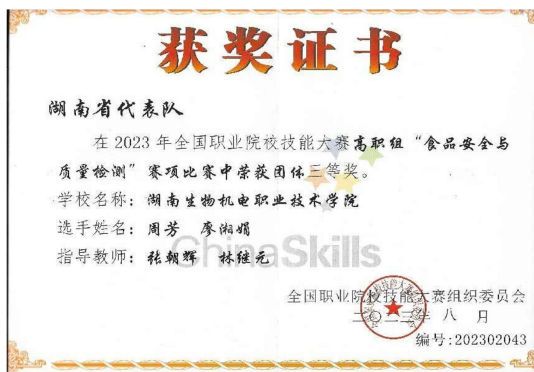 获奖证书
湖南省代表队
在 2023 年全国职业院校技能大赛高职组“食品安全与
质量检测”赛项比赛中荣获团体三等奖。
学校名称：湖南生物机电职业技术学院
选手姓名：周芳 廖湘娟
指导教师：张朝辉 林继元
ChinaSkills
全国职业院校技能大赛组织委员会
二〇二三年 八 月
编号:202302043